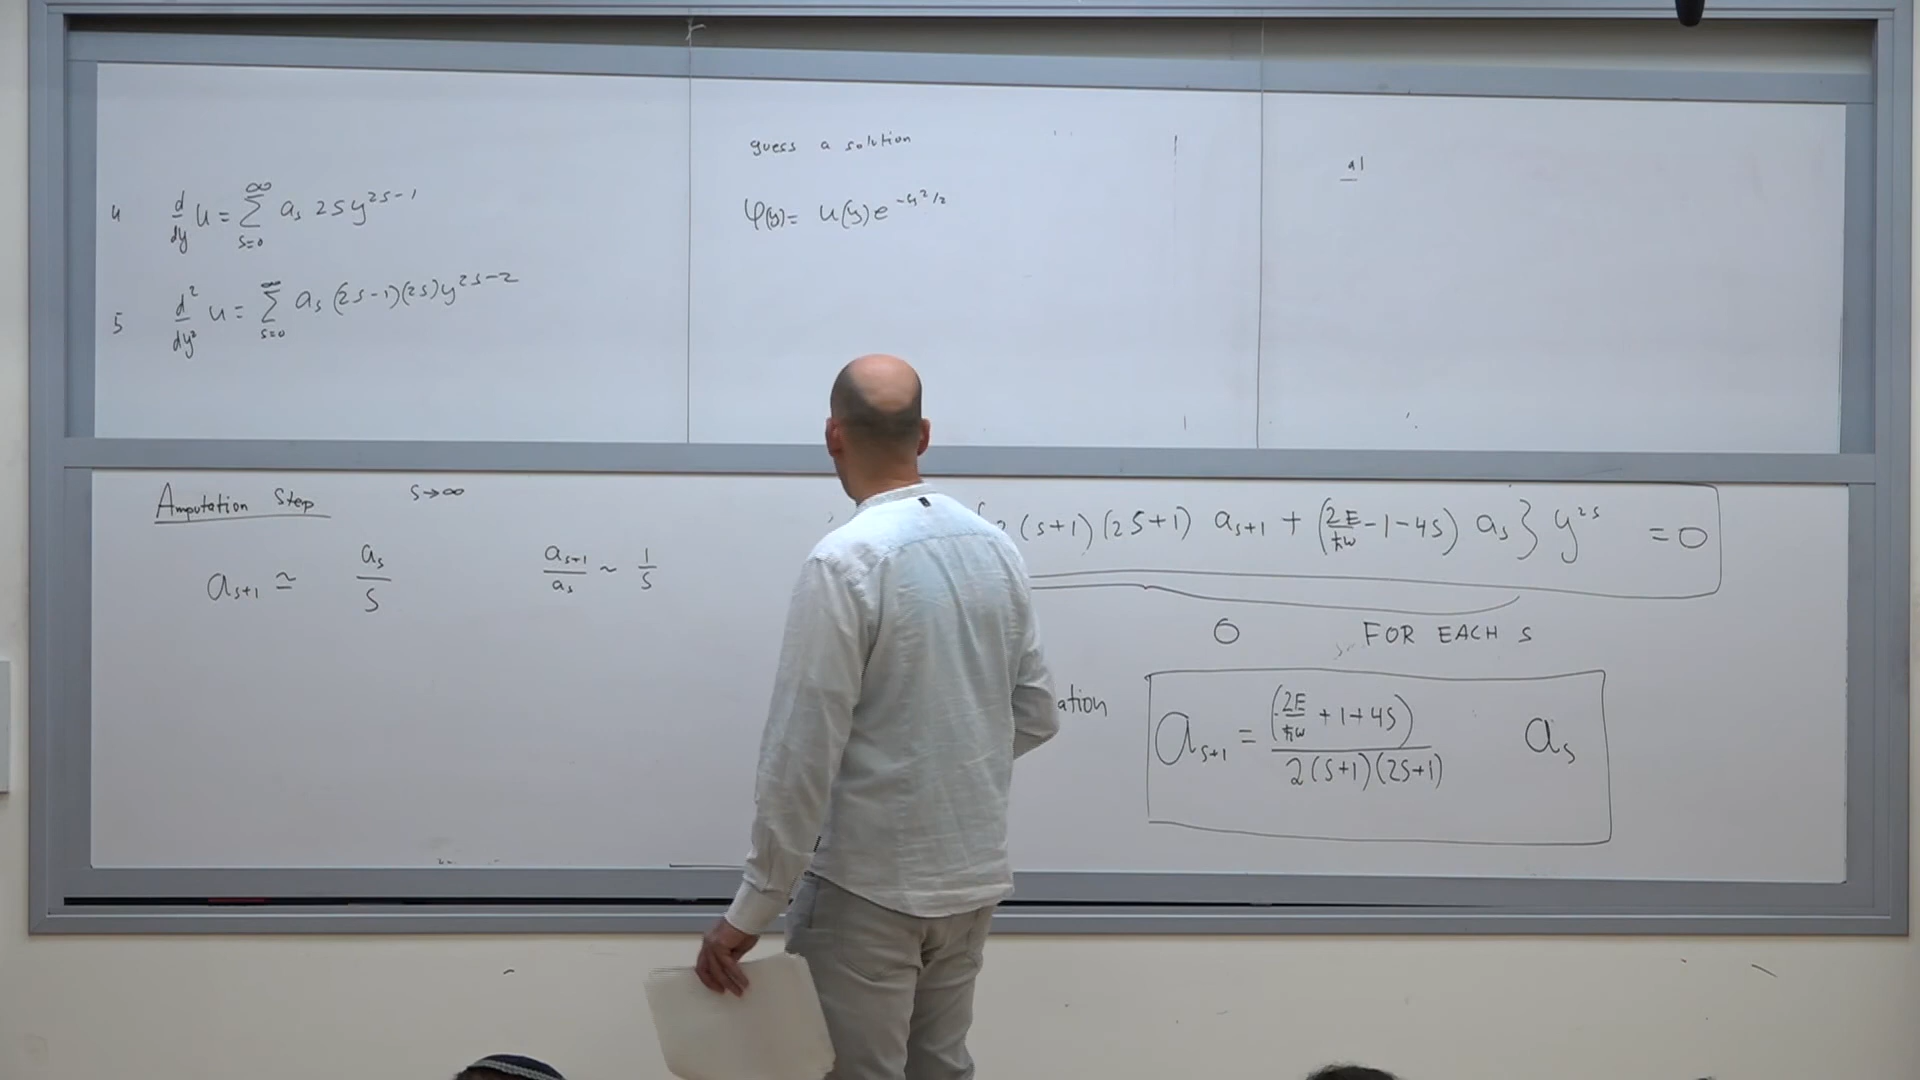 4 d/dy u = ∑_{s=0}^{∞} a_s 2s y^{2s-1}
5 d²/dy² u = ∑_{s=0}^{∞} a_s (2s-1)(2s) y^{2s-2}
guess a solution
φ(y) = u(y) e^{-y²/2}
al
Amputation Step s→∞
a_{s+1} ≃ a_s/s a_{s+1}/a_s ~ 1/s
2(s+1)(2s+1) a_{s+1} + (2E/ħω - 1 - 4s) a_s} y^{2s} = 0
0 FOR EACH s
ation
a_{s+1} = (2E/ħω + 1 + 4s)/2(s+1)(2s+1) a_s